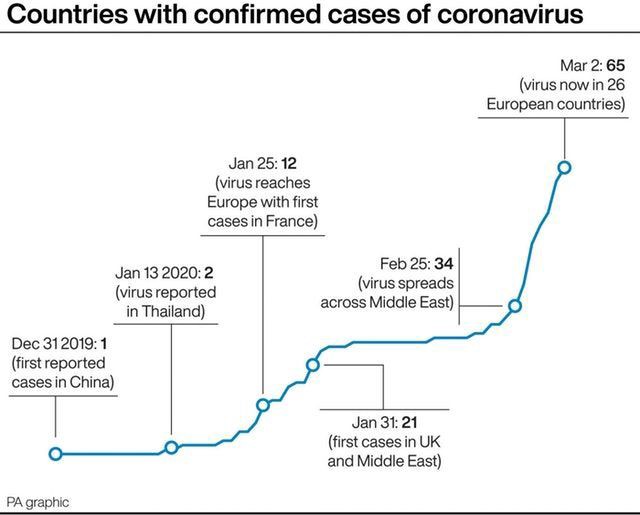 Countries with confirmed cases of coronavirus
Mar 2: 65
(virus now in 26
European countries)
Jan 25: 12
(virus reaches
Europe with first
cases in France)
Feb 25: 34
(virus spreads
across Middle East)
Jan 13 2020: 2
(virus reported
in Thailand)
Dec 31 2019: 1
(first reported
cases in China)
Jan 31: 21
(first cases in UK
and Middle East)
PA graphic